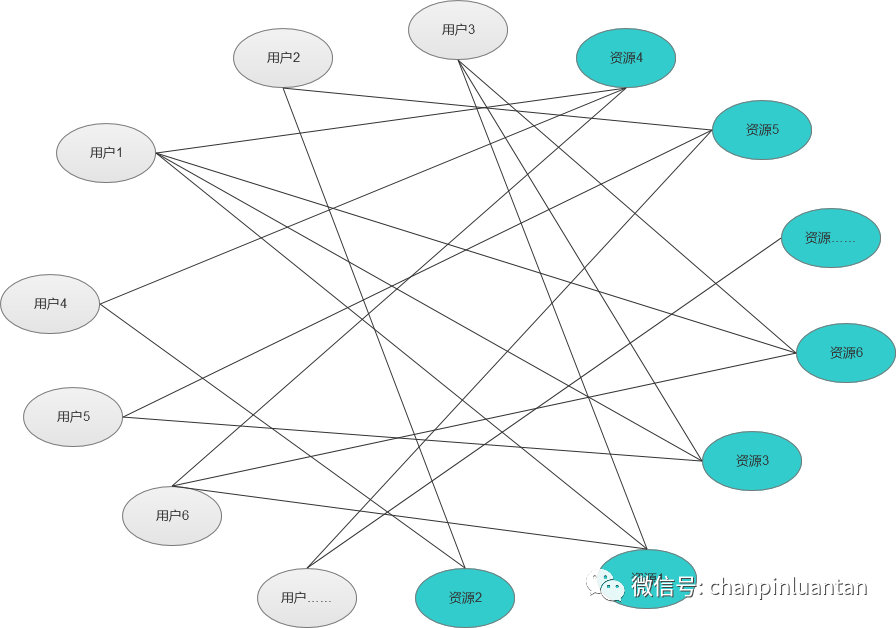 用户3
用户2
资源4
资源5
用户1
资源……
用户4
资源6
用户5
资源3
用户6
资源1
微信号: chanpinluantan
用户……
资源2